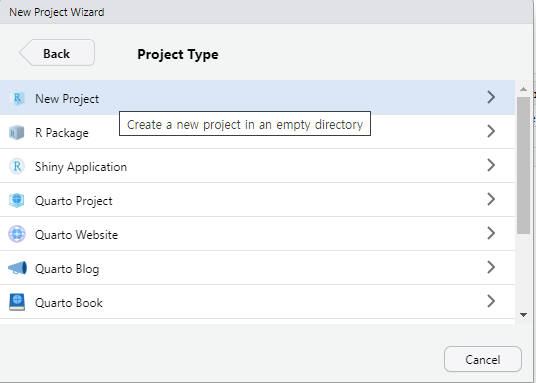 New Project Wizard
Back
Project Type
New Project
Create a new project in an empty directory
R Package
Shiny Application
Quarto Project
Quarto Website
Quarto Blog
Quarto Book
Cancel